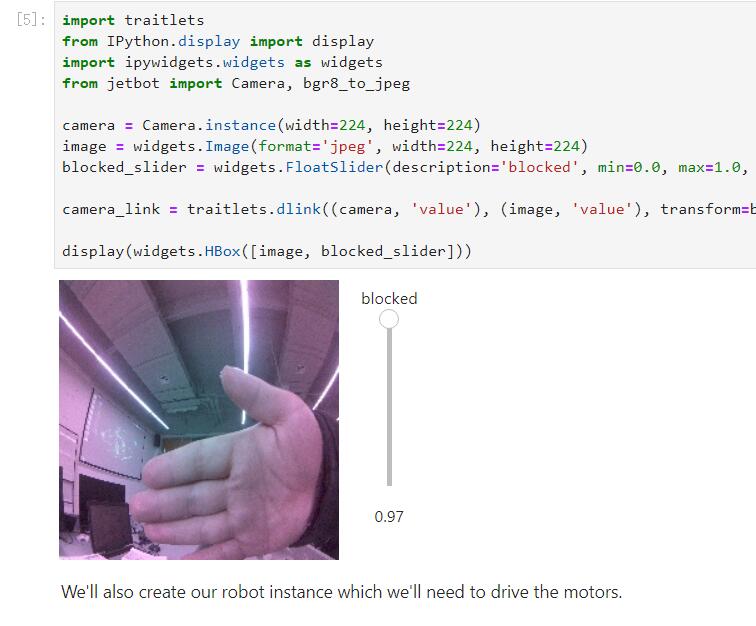 [5]:
import traitlets
from IPython.display import display
import ipywidgets.widgets as widgets
from jetbot import Camera, bgr8_to_jpeg
camera = Camera.instance(width=224, height=224)
image = widgets.Image(format='jpeg', width=224, height=224)
blocked_slider = widgets.FloatSlider(description='blocked', min=0.0, max=1.0,
camera_link = traitlets.dlink((camera, 'value'), (image, 'value'), transform=b
display(widgets.HBox([image, blocked_slider]))
blocked
0.97
We'll also create our robot instance which we'll need to drive the motors.